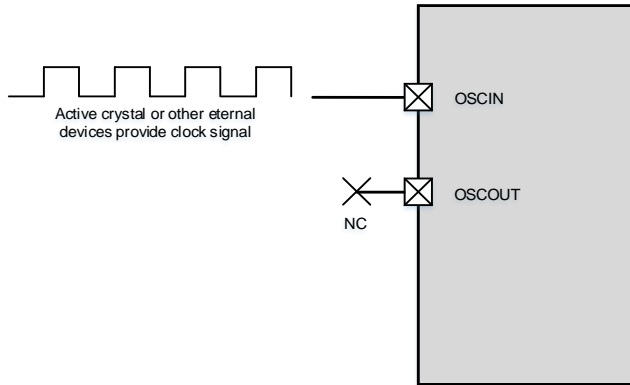 Active crystal or other eternal
devices provide clock signal
OSCIN
OSCOUT
NC